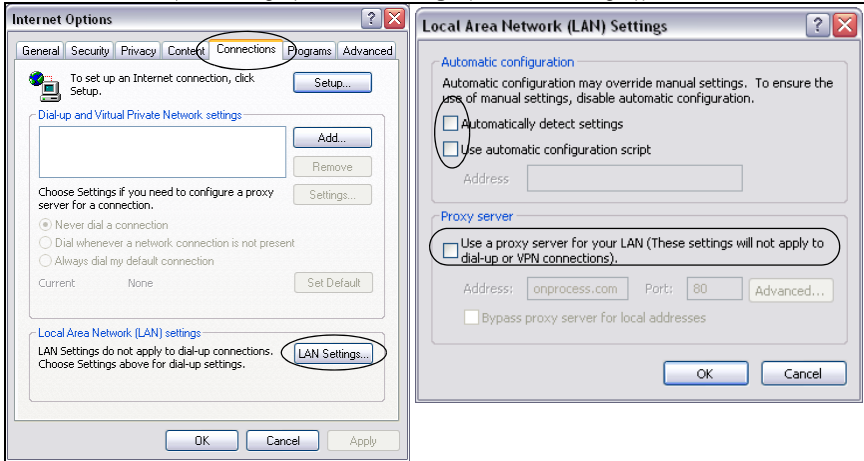 Internet Options
General Security Privacy Content Connections Programs Advanced
To set up an Internet connection, click
Setup.
Setup...
Dial-up and Virtual Private Network settings
Add...
Remove
Choose Settings if you need to configure a proxy
server for a connection.
Settings...
Never dial a connection
Dial whenever a network connection is not present
Always dial my default connection
Current None
Set Default
Local Area Network (LAN) settings
LAN Settings do not apply to dial-up connections.
Choose Settings above for dial-up settings.
LAN Settings...
OK Cancel Apply
Local Area Network (LAN) Settings
Automatic configuration
Automatic configuration may override manual settings. To ensure the
use of manual settings, disable automatic configuration.
Automatically detect settings
Use automatic configuration script
Address
Proxy server
Use a proxy server for your LAN (These settings will not apply to
dial-up or VPN connections).
Address: onprocess.com Port: 80 Advanced...
Bypass proxy server for local addresses
OK Cancel